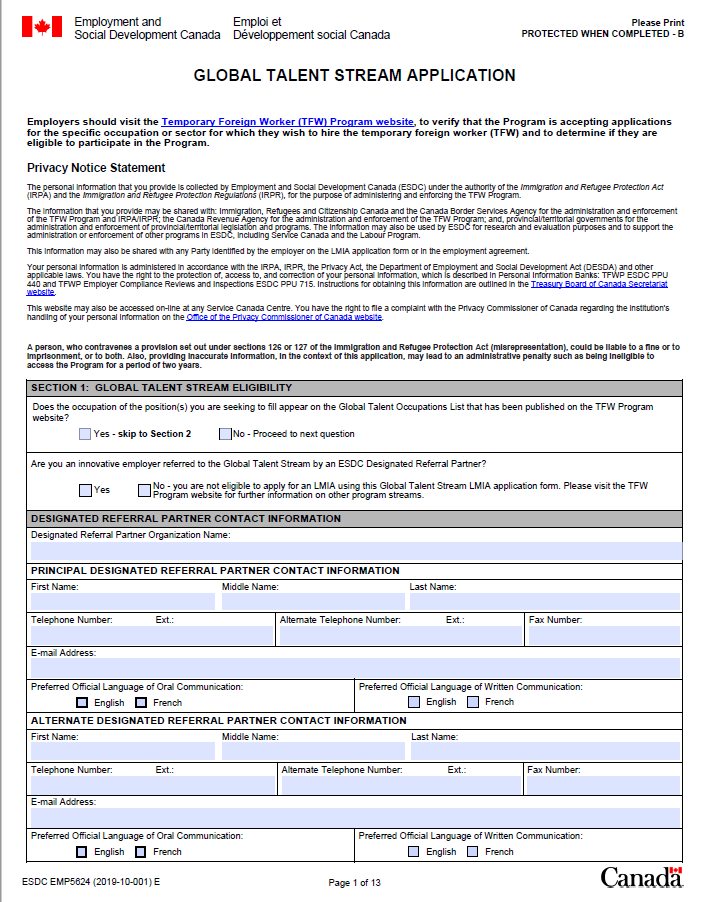 Employment and
Social Development Canada
Emploi et
Développement social Canada
Please Print
PROTECTED WHEN COMPLETED - B
GLOBAL TALENT STREAM APPLICATION
Employers should visit the Temporary Foreign Worker (TFW) Program website, to verify that the Program is accepting applications
for the specific occupation or sector for which they wish to hire the temporary foreign worker (TFW) and to determine if they are
eligible to participate in the Program.
Privacy Notice Statement
The personal information that you provide is collected by Employment and Social Development Canada (ESDC) under the authority of the Immigration and Refugee Protection Act
(IRPA) and the Immigration and Refugee Protection Regulations (IRPR), for the purpose of administering and enforcing the TFW Program.
The information that you provide may be shared with: Immigration, Refugees and Citizenship Canada and the Canada Border Services Agency for the administration and enforcement
of the TFW Program and IRPA/IRPR; the Canada Revenue Agency for the administration and enforcement of the TFW Program; and, provincial/territorial governments for the
administration and enforcement of provincial/territorial legislation and programs. The information may also be used by ESDC for research and evaluation purposes and to support the
administration or enforcement of other programs in ESDC, including Service Canada and the Labour Program.
This information may also be shared with any Party identified by the employer on the LMIA application form or in the employment agreement.
Your personal information is administered in accordance with the IRPA, IRPR, the Privacy Act, the Department of Employment and Social Development Act (DESDA) and other
applicable laws. You have the right to the protection of, access to, and correction of your personal information, which is described in Personal Information Banks: TFWP ESDC PPU
440 and TFWP Employer Compliance Reviews and Inspections ESDC PPU 715. Instructions for obtaining this information are outlined in the Treasury Board of Canada Secretariat
website.
This website may also be accessed on-line at any Service Canada Centre. You have the right to file a complaint with the Privacy Commissioner of Canada regarding the institution's
handling of your personal information on the Office of the Privacy Commissioner of Canada website.
A person, who contravenes a provision set out under sections 126 or 127 of the Immigration and Refugee Protection Act (misrepresentation), could be liable to a fine or to
imprisonment, or to both. Also, providing inaccurate information, in the context of this application, may lead to an administrative penalty such as being ineligible to
access the Program for a period of two years.
SECTION 1: GLOBAL TALENT STREAM ELIGIBILITY
Does the occupation of the position(s) you are seeking to fill appear on the Global Talent Occupations List that has been published on the TFW Program
website?
Yes - skip to Section 2 No - Proceed to next question
Are you an innovative employer referred to the Global Talent Stream by an ESDC Designated Referral Partner?
Yes No - you are not eligible to apply for an LMIA using this Global Talent Stream LMIA application form. Please visit the TFW
Program website for further information on other program streams.
DESIGNATED REFERRAL PARTNER CONTACT INFORMATION
Designated Referral Partner Organization Name:
PRINCIPAL DESIGNATED REFERRAL PARTNER CONTACT INFORMATION
First Name: Middle Name: Last Name:
Telephone Number: Ext.: Alternate Telephone Number: Ext.: Fax Number:
E-mail Address:
Preferred Official Language of Oral Communication: Preferred Official Language of Written Communication:
English French English French
ALTERNATE DESIGNATED REFERRAL PARTNER CONTACT INFORMATION
First Name: Middle Name: Last Name:
Telephone Number: Ext.: Alternate Telephone Number: Ext.: Fax Number:
E-mail Address:
Preferred Official Language of Oral Communication: Preferred Official Language of Written Communication:
English French English French
ESDC EMP5624 (2019-10-001) E Page 1 of 13 Canada